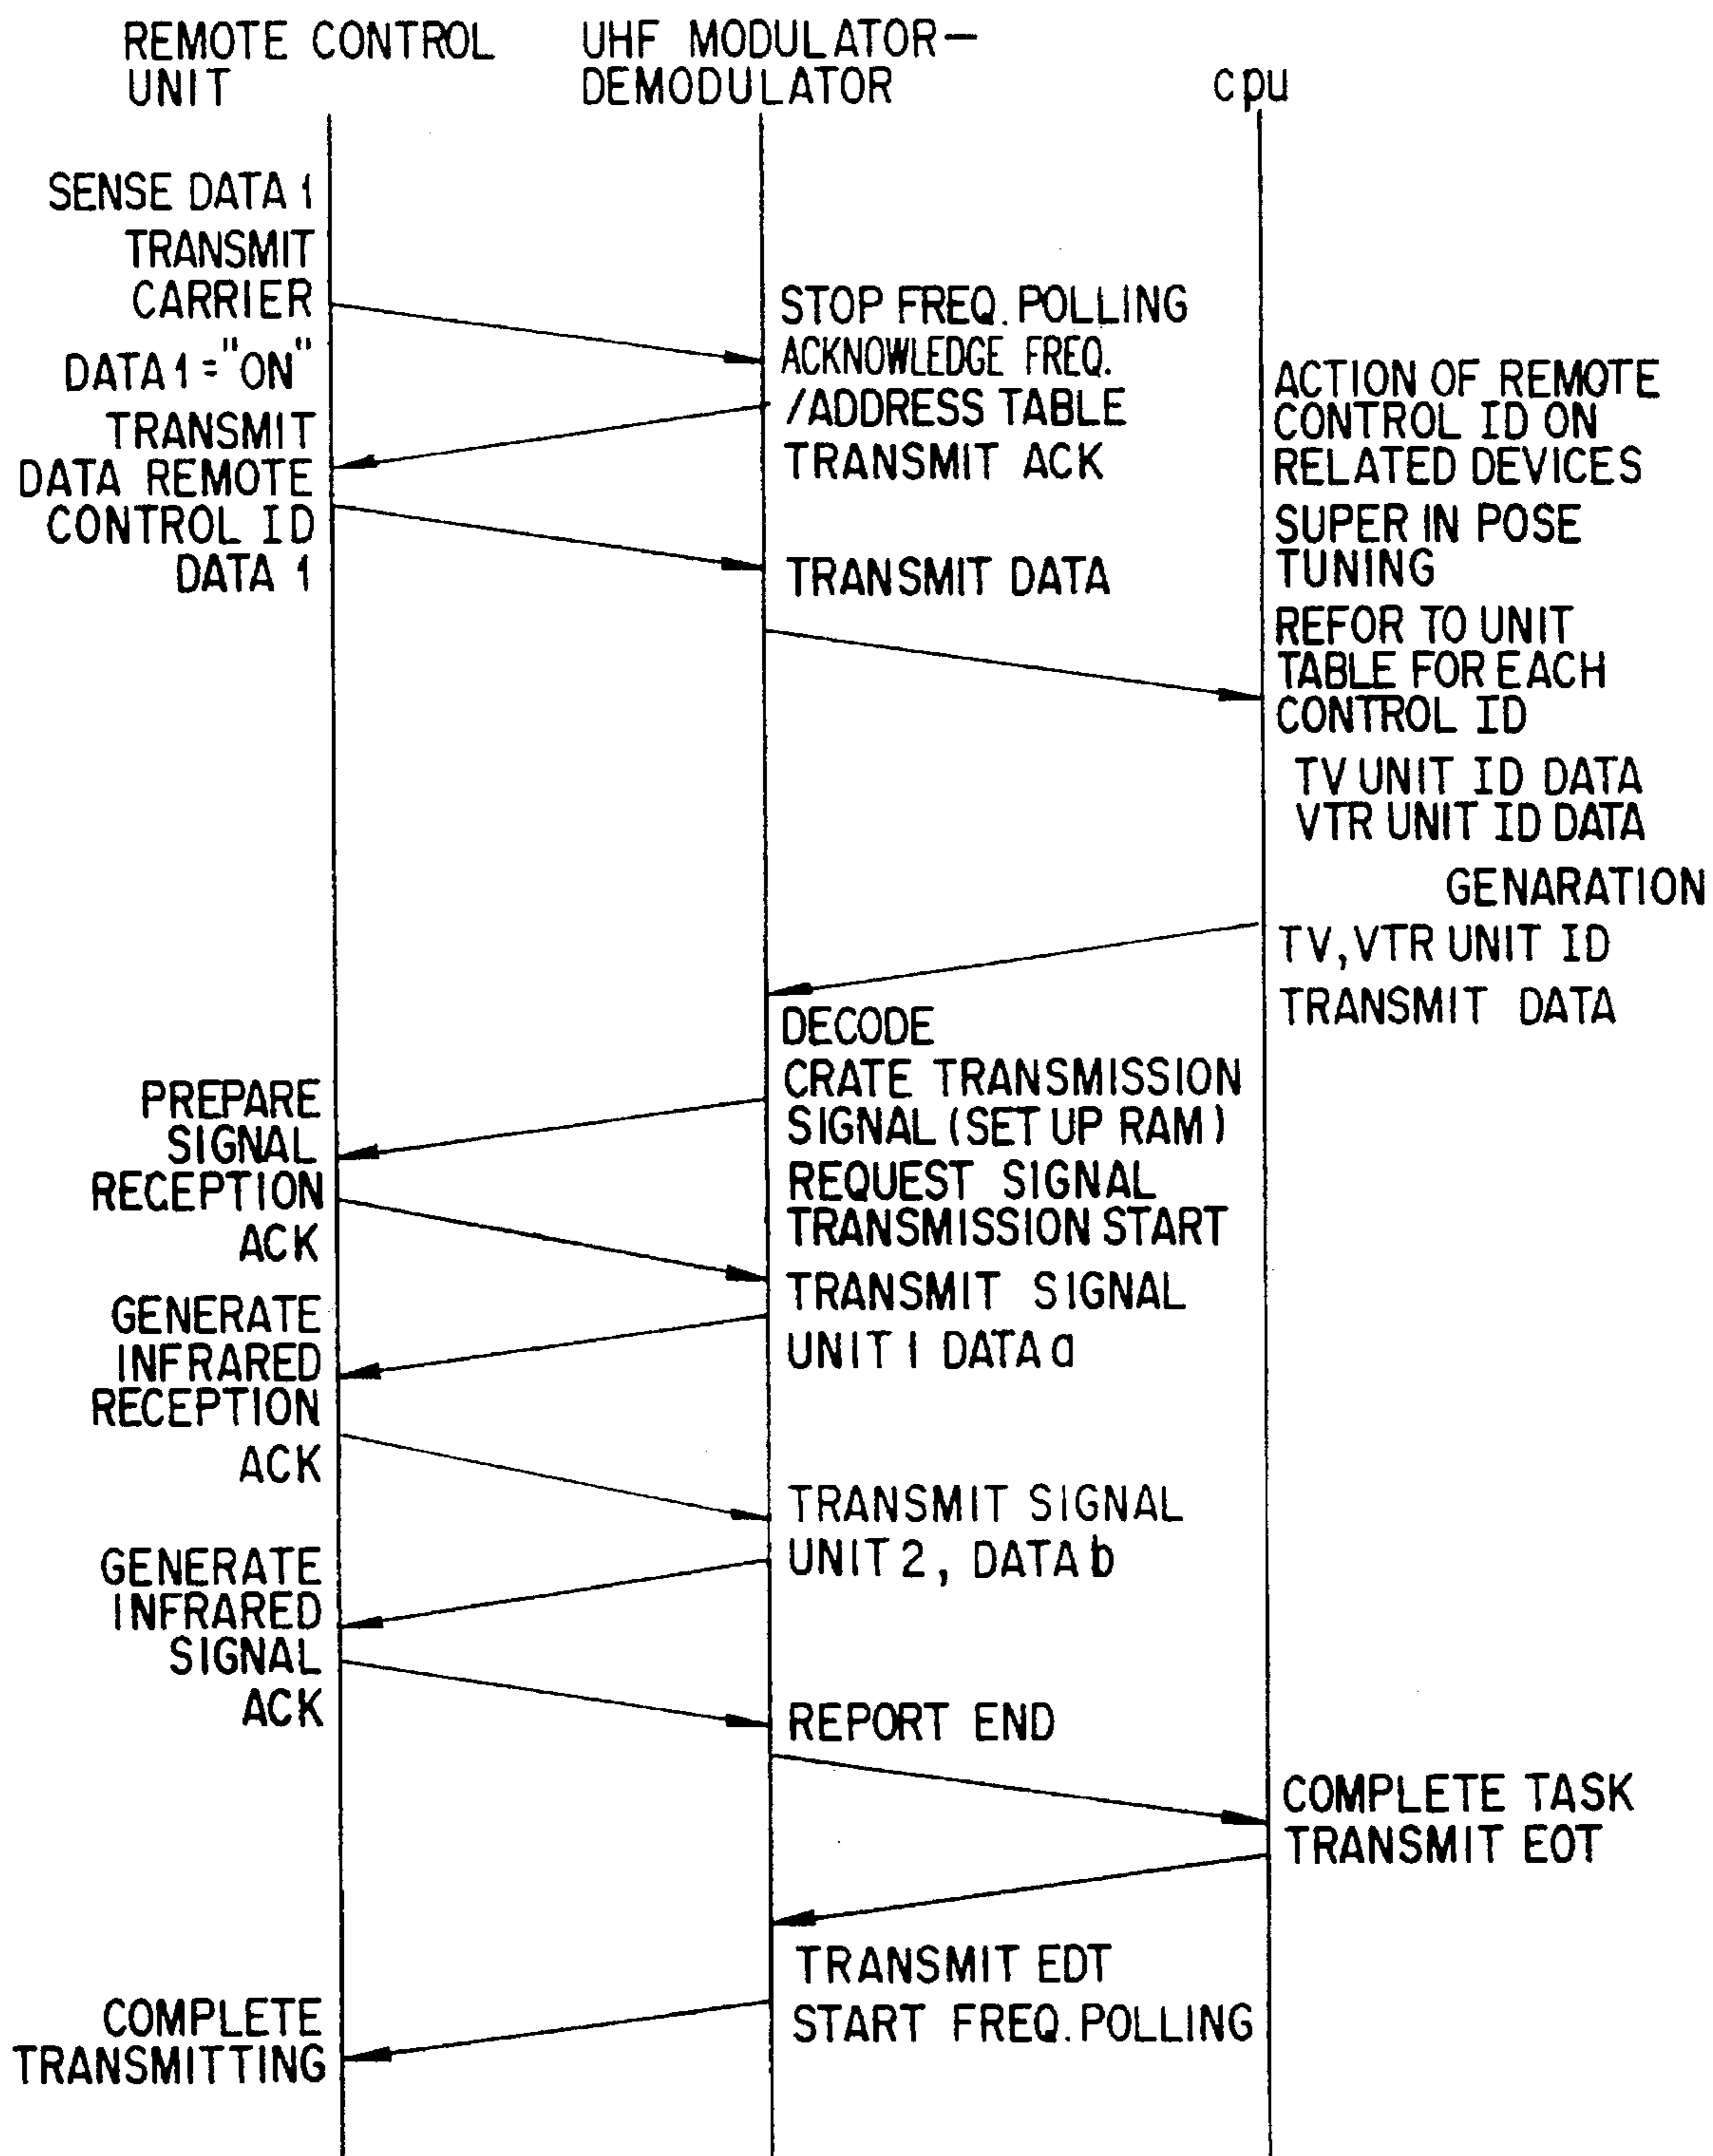 REMOTE CONTROL
UNIT
UHF MODULATOR-
DEMODULATOR
cpu
SENSE DATA 1
TRANSMIT
CARRIER
DATA 1 = "ON"
TRANSMIT
DATA REMOTE
CONTROL ID
DATA 1
STOP FREQ. POLLING
ACKNOWLEDGE FREQ.
/ADDRESS TABLE
TRANSMIT ACK
TRANSMIT DATA
ACTION OF REMOTE
CONTROL ID ON
RELATED DEVICES
SUPER IN POSE
TUNING
REFOR TO UNIT
TABLE FOR EACH
CONTROL ID
TV UNIT ID DATA
VTR UNIT ID DATA
GENARATION
TV, VTR UNIT ID
TRANSMIT DATA
DECODE
CRATE TRANSMISSION
SIGNAL (SET UP RAM)
REQUEST SIGNAL
TRANSMISSION START
PREPARE
SIGNAL
RECEPTION
ACK
TRANSMIT SIGNAL
UNIT 1 DATA a
GENERATE
INFRARED
RECEPTION
ACK
TRANSMIT SIGNAL
UNIT 2, DATA b
GENERATE
INFRARED
SIGNAL
ACK
REPORT END
COMPLETE TASK
TRANSMIT EOT
TRANSMIT EDT
START FREQ. POLLING
COMPLETE
TRANSMITTING